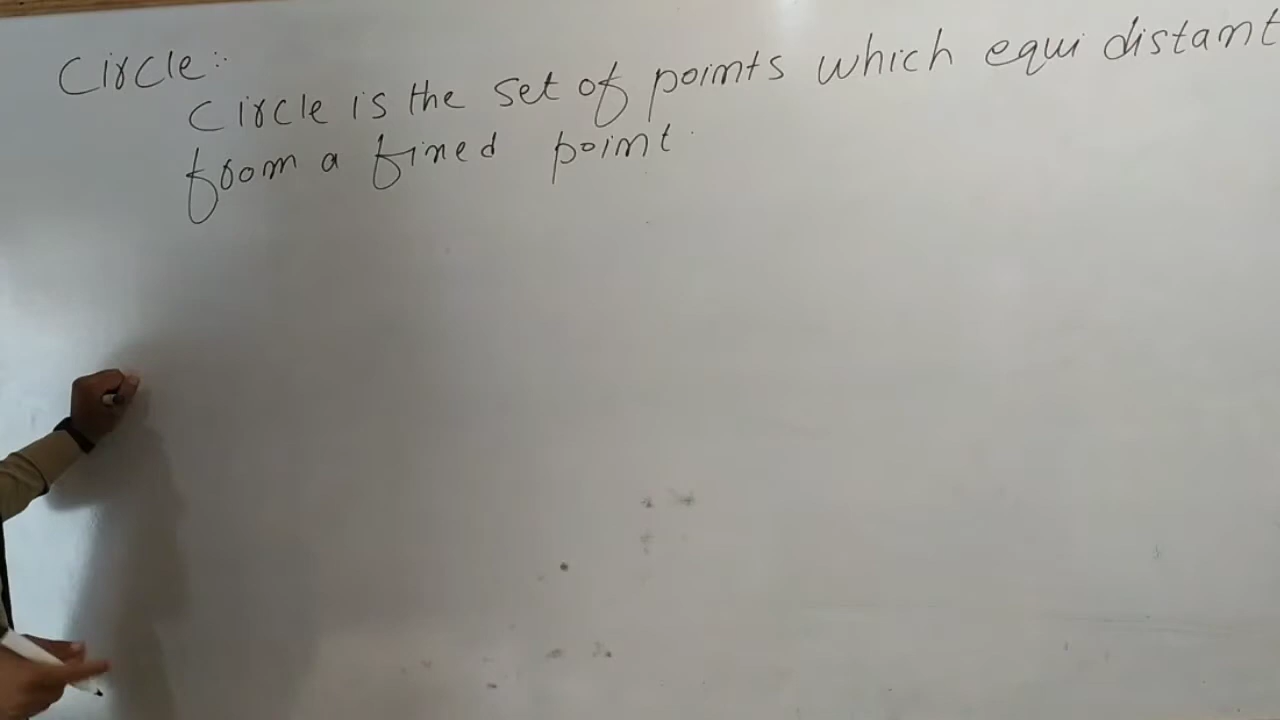 Circle:-
Circle is the set of points which equi distant
from a fixed point.